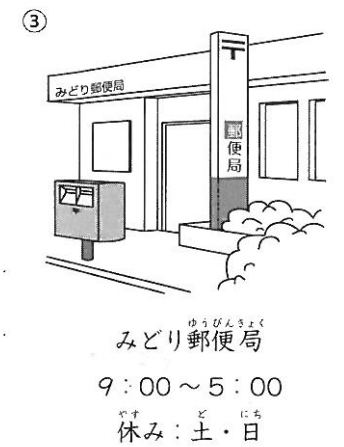 ③
〒
みどり郵便局
郵便局
ゆうびんきょく
みどり郵便局
9：00～5：00
やす ど にち
休み：土・日